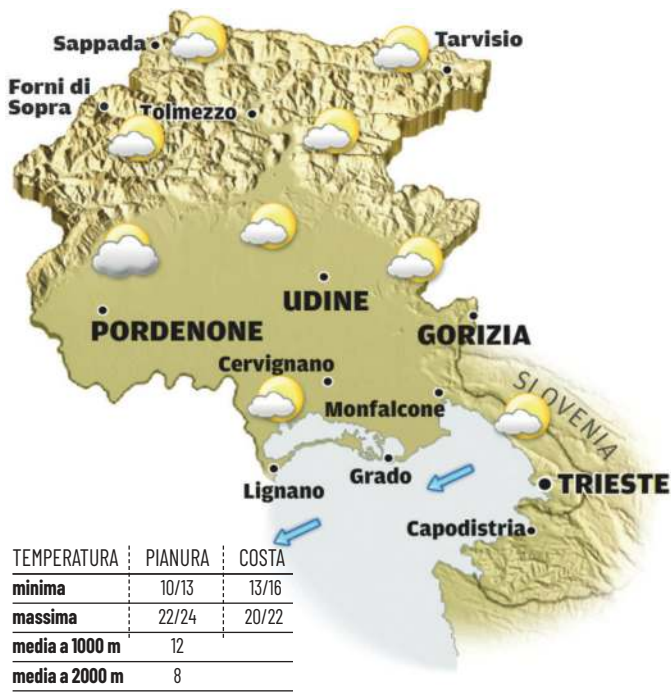 Sappada
Tarvisio
Forni di
Sopra
Tolmezzo
UDINE
PORDENONE
GORIZIA
Cervignano
SLOVENIA
Monfalcone
Grado
Lignano
TRIESTE
Capodistria
TEMPERATURA PIANURA COSTA
minima 10/13 13/16
massima 22/24 20/22
media a 1000 m 12
media a 2000 m 8